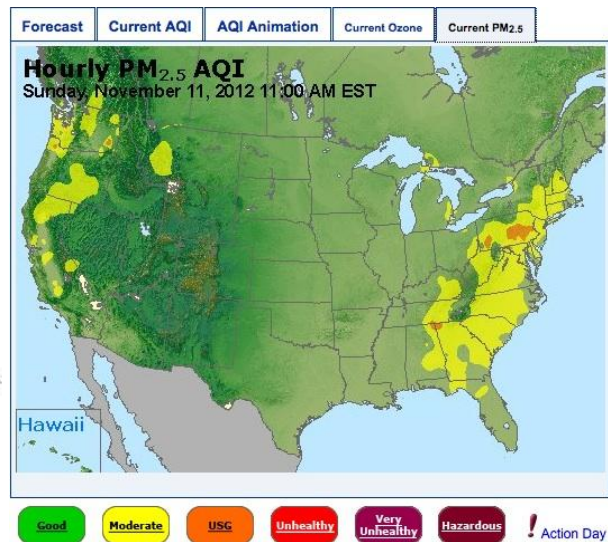 Forecast
Current AQI
AQI Animation
Current Ozone
Current PM2.5
Hourly PM2.5 AQI
Sunday, November 11, 2012 11:00 AM EST
Hawaii
Good
Moderate
USG
Unhealthy
Very
Unhealthy
Hazardous
! Action Day